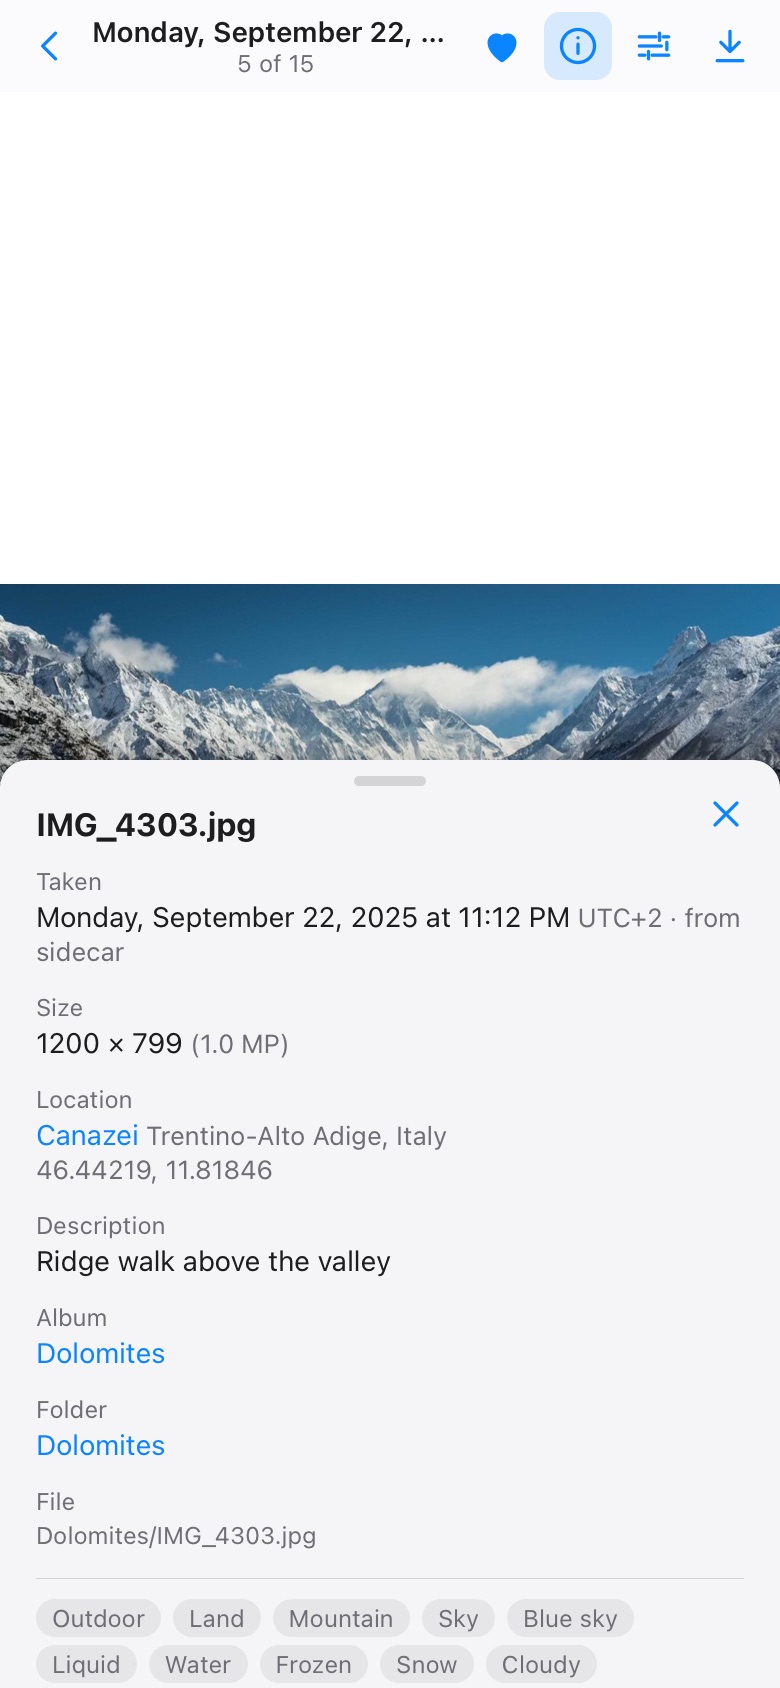 Monday, September 22, ...
5 of 15
IMG_4303.jpg
Taken
Monday, September 22, 2025 at 11:12 PM UTC+2 · from
sidecar
Size
1200 × 799 (1.0 MP)
Location
Canazei Trentino-Alto Adige, Italy
46.44219, 11.81846
Description
Ridge walk above the valley
Album
Dolomites
Folder
Dolomites
File
Dolomites/IMG_4303.jpg
Outdoor Land Mountain Sky Blue sky
Liquid Water Frozen Snow Cloudy